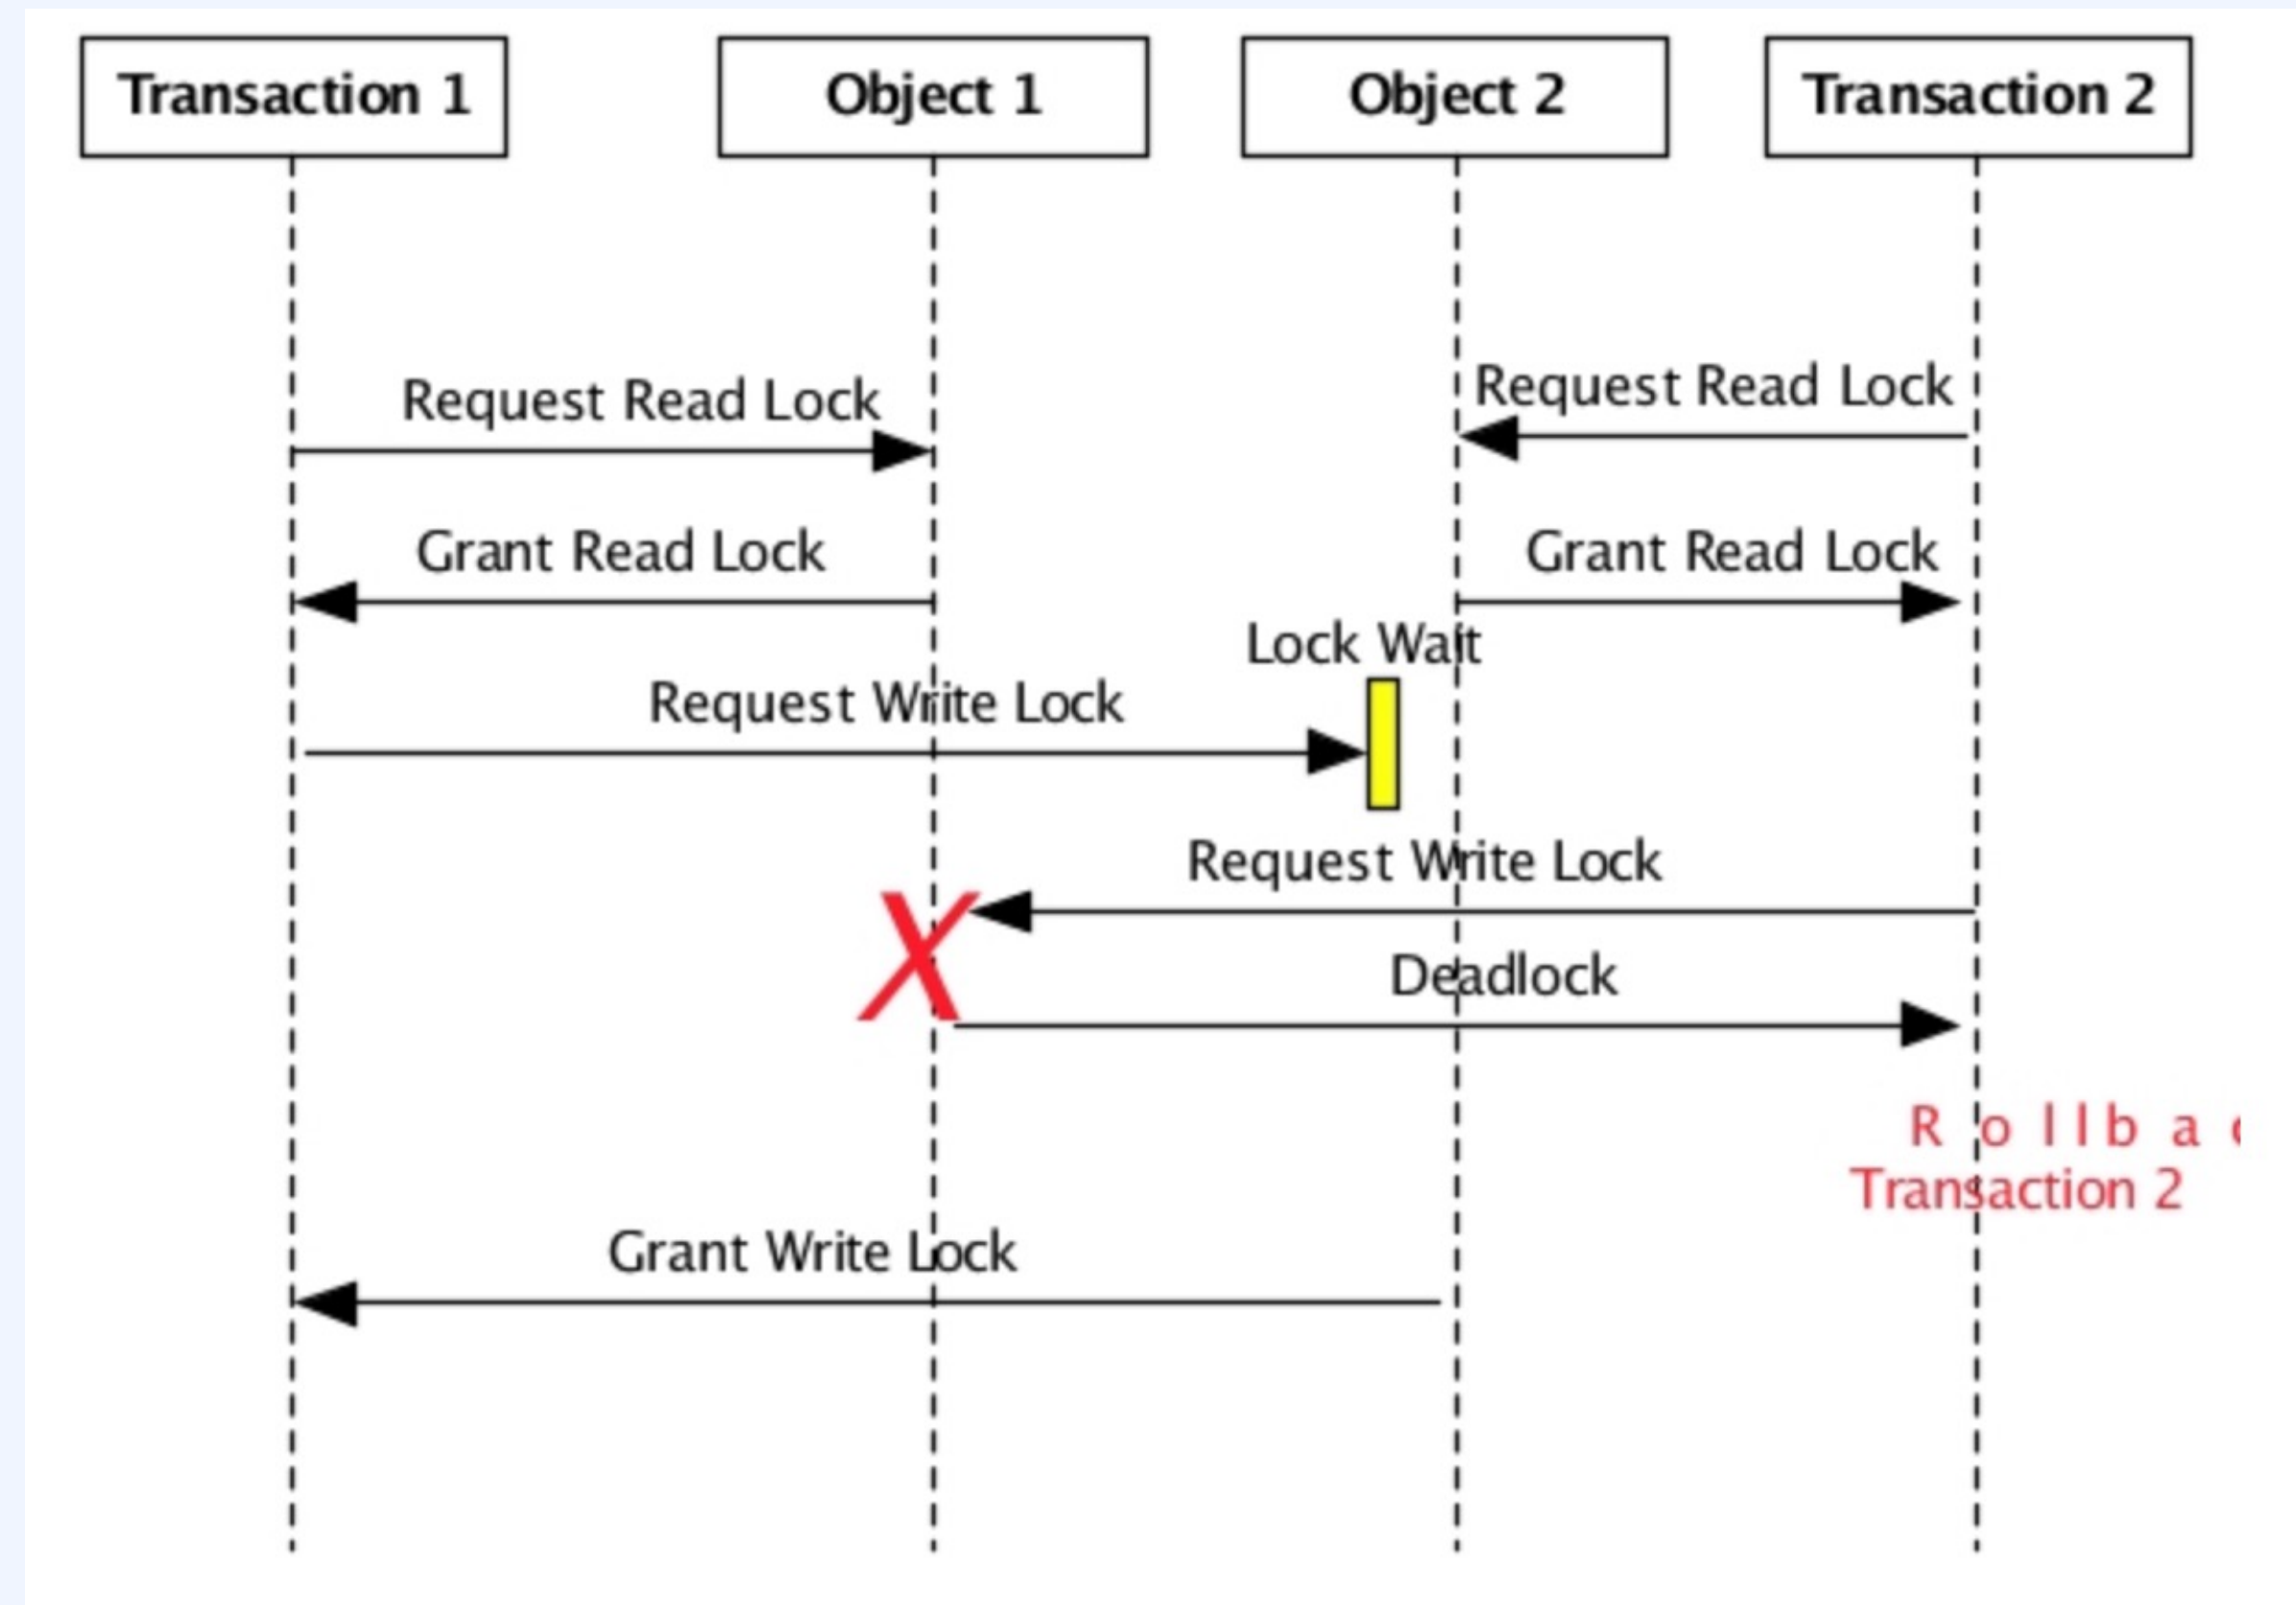 Transaction 1
Object 1
Object 2
Transaction 2
Request Read Lock
Request Read Lock
Grant Read Lock
Grant Read Lock
Lock Wait
Request Write Lock
Request Write Lock
X
Deadlock
R o l l b a
Transaction 2
Grant Write Lock